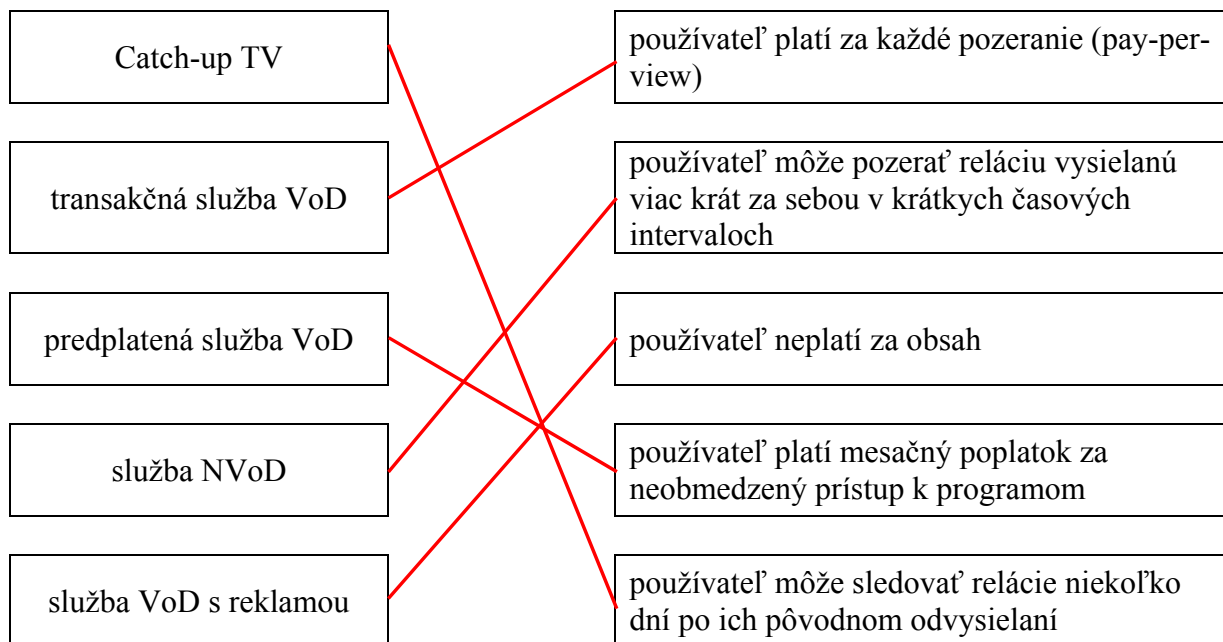 Catch-up TV
používateľ platí za každé pozeranie (pay-per-
view)
transakčná služba VoD
používateľ môže pozerať reláciu vysielanú
viac krát za sebou v krátkych časových
intervaloch
predplatená služba VoD
používateľ neplatí za obsah
služba NVoD
používateľ platí mesačný poplatok za
neobmedzený prístup k programom
služba VoD s reklamou
používateľ môže sledovať relácie niekoľko
dní po ich pôvodnom odvysielaní